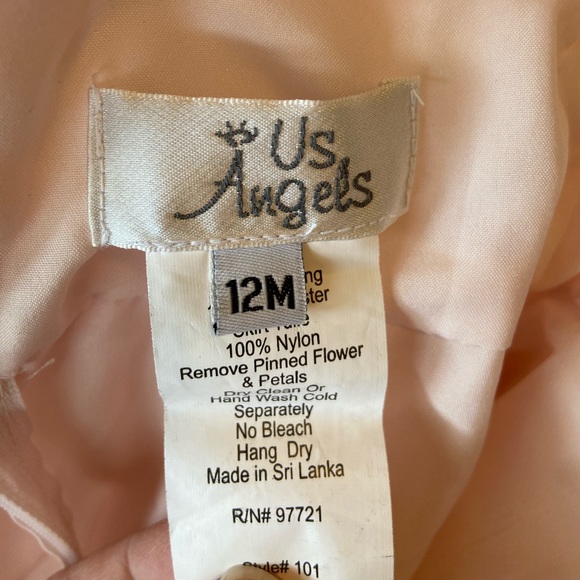 Us
Angels
12M
100% Nylon
Remove Pinned Flower
& Petals
Dry Clean Or
Hand Wash Cold
Separately
No Bleach
Hang Dry
Made in Sri Lanka
R/N# 97721
Style# 101